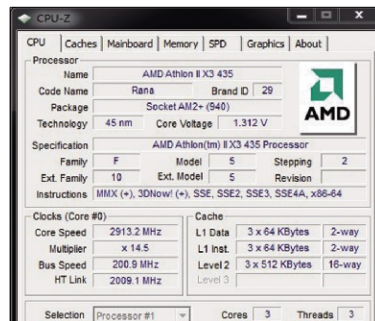 CPU-Z
CPU Caches Mainboard Memory SPD Graphics About
Processor
Name AMD Athlon II X3 435
Code Name Rana Brand ID 29
Package Socket AM2+ (940)
Technology 45 nm Core Voltage 1.312 V
AMD
Specification AMD Athlon(tm) II X3 435 Processor
Family F Model 5 Stepping 2
Ext. Family 10 Ext. Model 5 Revision
Instructions MMX (+), 3DNow! (+), SSE, SSE2, SSE3, SSE4A, x86-64
Clocks (Core #0) Cache
Core Speed 2913.2 MHz L1 Data 3 x 64 KBytes 2-way
Multiplier x 14.5 L1 Inst. 3 x 64 KBytes 2-way
Bus Speed 200.9 MHz Level 2 3 x 512 KBytes 16-way
HT Link 2009.1 MHz Level 3
Selection Processor #1 Cores 3 Threads 3